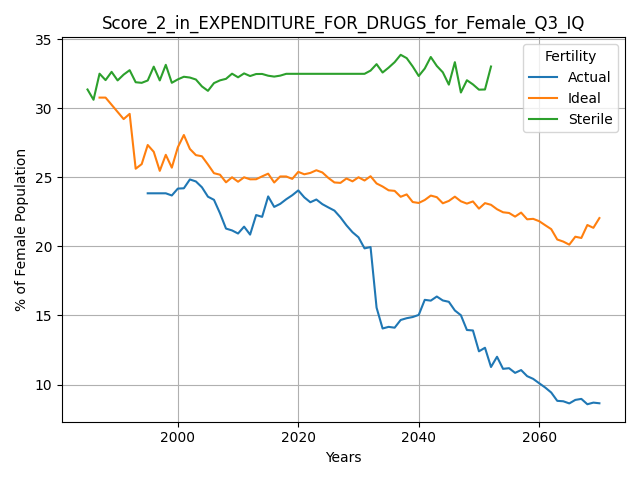 Score_2_in_EXPENDITURE_FOR_DRUGS_for_Female_Q3_IQ
Fertility
Actual
Ideal
Sterile
% of Female Population
35
30
25
20
15
10
2000 2020 2040 2060
Years